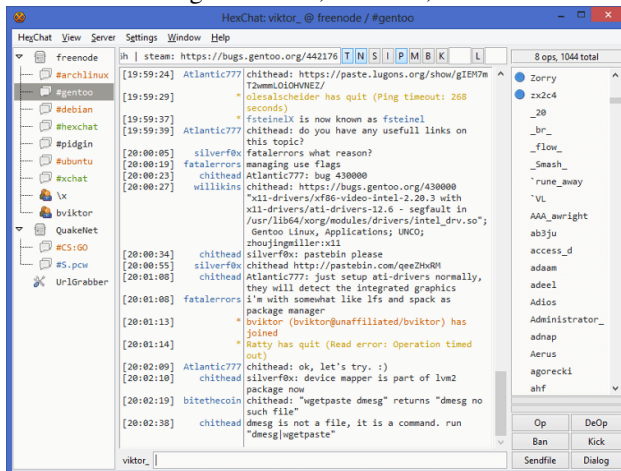 HexChat: viktor_ @ freenode / #gentoo
HexChat View Server Settings Window Help
freenode
#archlinux
#gentoo
#debian
#hexchat
#pidgin
#ubuntu
#xchat
\x
bviktor
QuakeNet
#CS:GO
#S.pcw
UrlGrabber
ih | steam: https://bugs.gentoo.org/442176 T N S I P M B K L
[19:59:24] Atlantic777 chithead: https://paste.lugons.org/show/gIEM7m
T2wmmLOiOHVNEZ/
[19:59:29] * olesalscheider has quit (Ping timeout: 268
seconds)
[19:59:37] * fsteinelX is now known as fsteinel
[19:59:39] Atlantic777 chithead: do you have any usefull links on
this topic?
[20:00:05] silverf0x fatalerrors what reason?
[20:00:19] fatalerrors managing use flags
[20:00:23] chithead Atlantic777: bug 430000
[20:00:27] willikins chithead: https://bugs.gentoo.org/430000
"x11-drivers/xf86-video-intel-2.20.3 with
x11-drivers/ati-drivers-12.6 - segfault in
/usr/lib64/xorg/modules/drivers/intel_drv.so";
Gentoo Linux, Applications; UNCO;
zhoujingmiller:x11
[20:00:34] chithead silverf0x: pastebin please
[20:00:55] silverf0x chithead http://pastebin.com/qeeZHxRM
[20:01:08] chithead Atlantic777: just setup ati-drivers normally,
they will detect the integrated graphics
[20:01:08] fatalerrors i'm with somewhat like lfs and spack as
package manager
[20:01:13] * bviktor (bviktor@unaffiliated/bviktor) has
joined
[20:01:14] * Ratty has quit (Read error: Operation timed
out)
[20:02:09] Atlantic777 chithead: ok, let's try. :)
[20:02:10] chithead silverf0x: device mapper is part of lvm2
package now
[20:02:19] bitethecoin chithead: "wgetpaste dmesg" returns "dmesg no
such file"
[20:02:38] chithead dmesg is not a file, it is a command. run
"dmesg|wgetpaste"
viktor_
8 ops, 1044 total
Zorry
zx2c4
_20
_br_
_flow_
_Smash_
`rune_away
`VL
AAA_awright
ab3ju
access_d
adaam
adeel
Adios
Administrator_
adnap
Aerus
agorecki
ahf
Op DeOp
Ban Kick
Sendfile Dialog